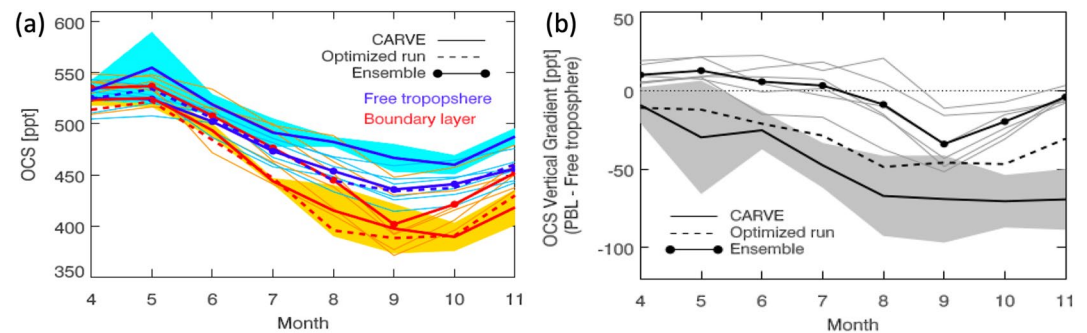 (a)
600
550
500
450
400
350
OCS [ppt]
CARVE
Optimized run
Ensemble
Free tropopshere
Boundary layer
4 5 6 7 8 9 10 11
Month
(b)
50
0
-50
-100
OCS Vertical Gradient [ppt]
(PBL - Free troposphere)
CARVE
Optimized run
Ensemble
4 5 6 7 8 9 10 11
Month